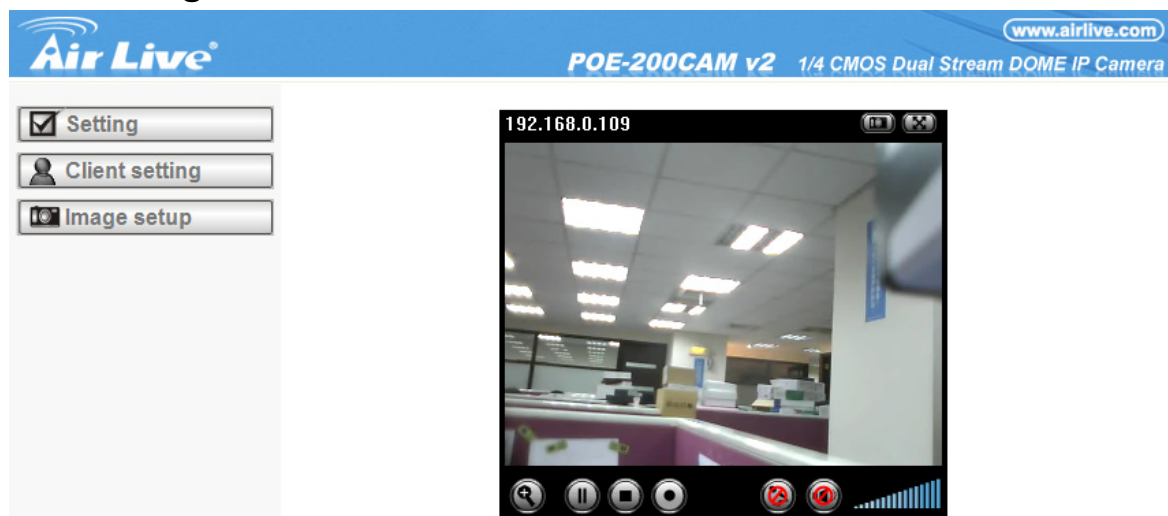 Air Live®
www.airlive.com
POE-200CAM v2 1/4 CMOS Dual Stream DOME IP Camera
Setting
Client setting
Image setup
192.168.0.109